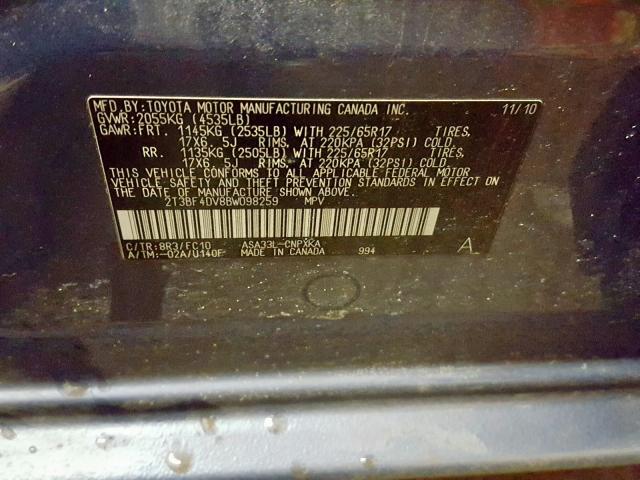 MFD.BY:TOYOTA MOTOR MANUFACTURING CANADA INC. 11/10
GVWR:2055KG (4535LB)
GAWR:FRT. 1145KG (2535LB) WITH 225/65R17 TIRES,
17X6. 5J RIMS, AT 220KPA (32PSI) COLD
RR. 1135KG (2505LB) WITH 225/65R17 TIRES,
17X6. 5J RIMS, AT 220KPA (32PSI) COLD.
THIS VEHICLE CONFORMS TO ALL APPLICABLE FEDERAL MOTOR
VEHICLE SAFETY AND THEFT PREVENTION STANDARDS IN EFFECT ON
THE DATE OF MANUFACTURE SHOWN ABOVE.
2T3BF4DV8BW098259 MPV
C/TR:8R3/FC10 ASA33L-CNPXKA
A/TM:-02A/U140F MADE IN CANADA 994 A